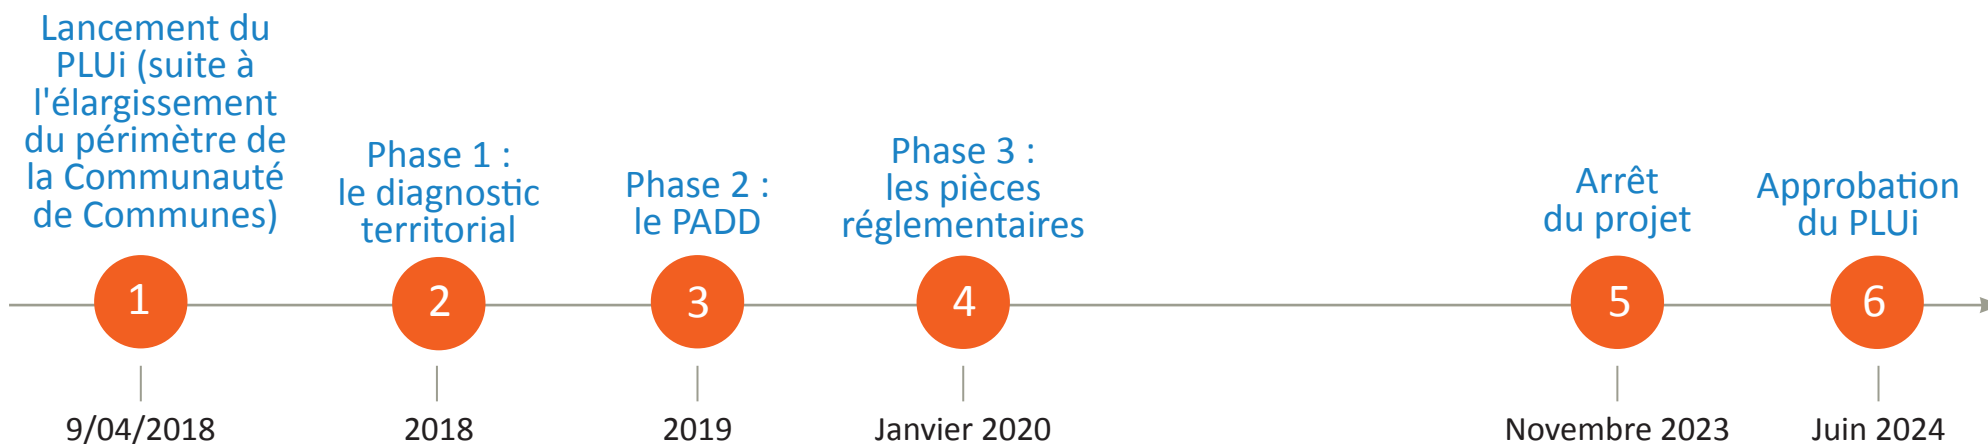 Lancement du
PLUi (suite à
l'élargissement
du périmètre de
la Communauté
de Communes)
1
9/04/2018
Phase 1 :
le diagnostic
territorial
2
2018
Phase 2 :
le PADD
3
2019
Phase 3 :
les pièces
réglementaires
4
Janvier 2020
Arrêt
du projet
5
Novembre 2023
Approbation
du PLUi
6
Juin 2024